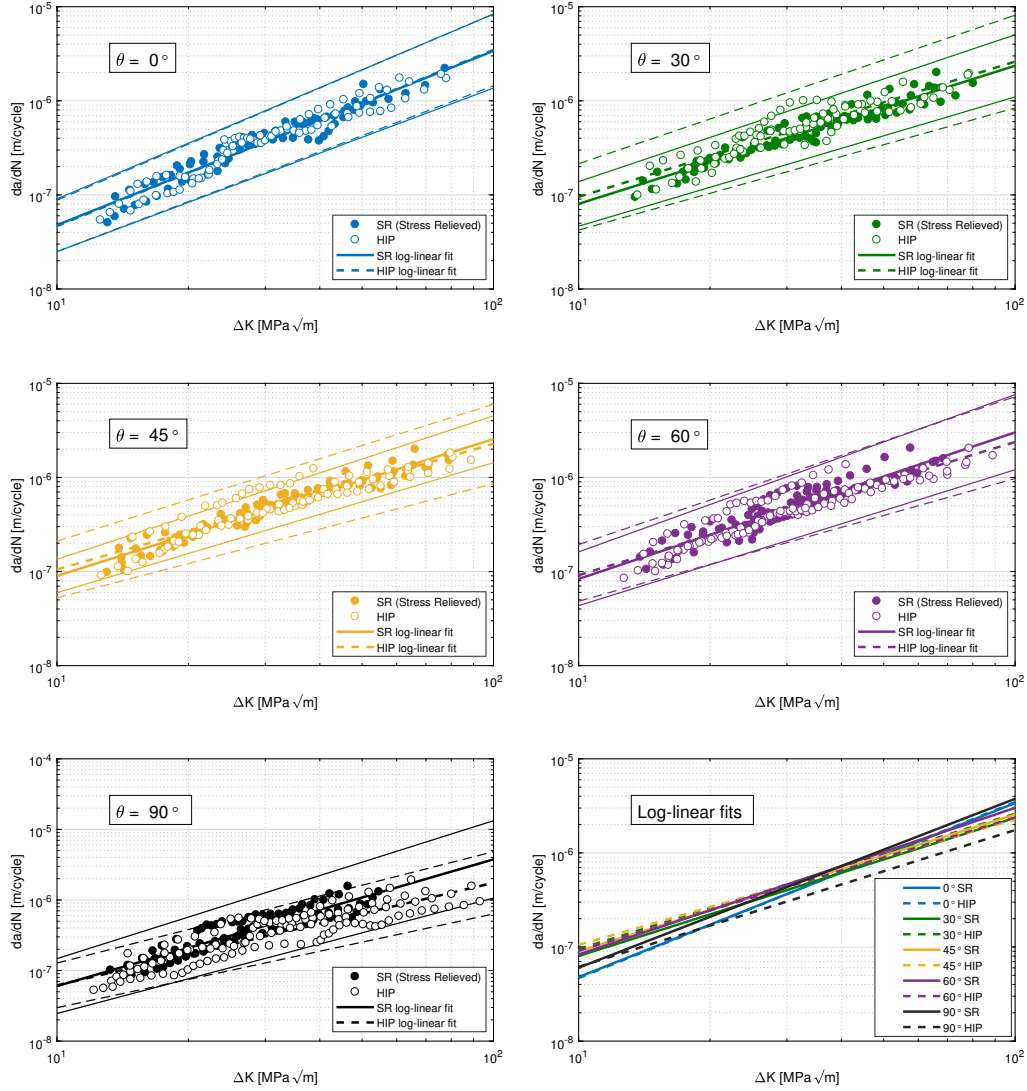 10^-5
10^-6
10^-7
10^-8
da/dN [m/cycle]
θ = 0°
SR (Stress Relieved)
HIP
SR log-linear fit
HIP log-linear fit
10^1
10^2
ΔK [MPa √m]
10^-5
10^-6
10^-7
10^-8
da/dN [m/cycle]
θ = 30°
SR (Stress Relieved)
HIP
SR log-linear fit
HIP log-linear fit
10^1
10^2
ΔK [MPa √m]
10^-5
10^-6
10^-7
10^-8
da/dN [m/cycle]
θ = 45°
SR (Stress Relieved)
HIP
SR log-linear fit
HIP log-linear fit
10^1
10^2
ΔK [MPa √m]
10^-5
10^-6
10^-7
10^-8
da/dN [m/cycle]
θ = 60°
SR (Stress Relieved)
HIP
SR log-linear fit
HIP log-linear fit
10^1
10^2
ΔK [MPa √m]
10^-4
10^-5
10^-6
10^-7
10^-8
da/dN [m/cycle]
θ = 90°
SR (Stress Relieved)
HIP
SR log-linear fit
HIP log-linear fit
10^1
10^2
ΔK [MPa √m]
10^-5
10^-6
10^-7
10^-8
da/dN [m/cycle]
Log-linear fits
0° SR
0° HIP
30° SR
30° HIP
45° SR
45° HIP
60° SR
60° HIP
90° SR
90° HIP
10^1
10^2
ΔK [MPa √m]